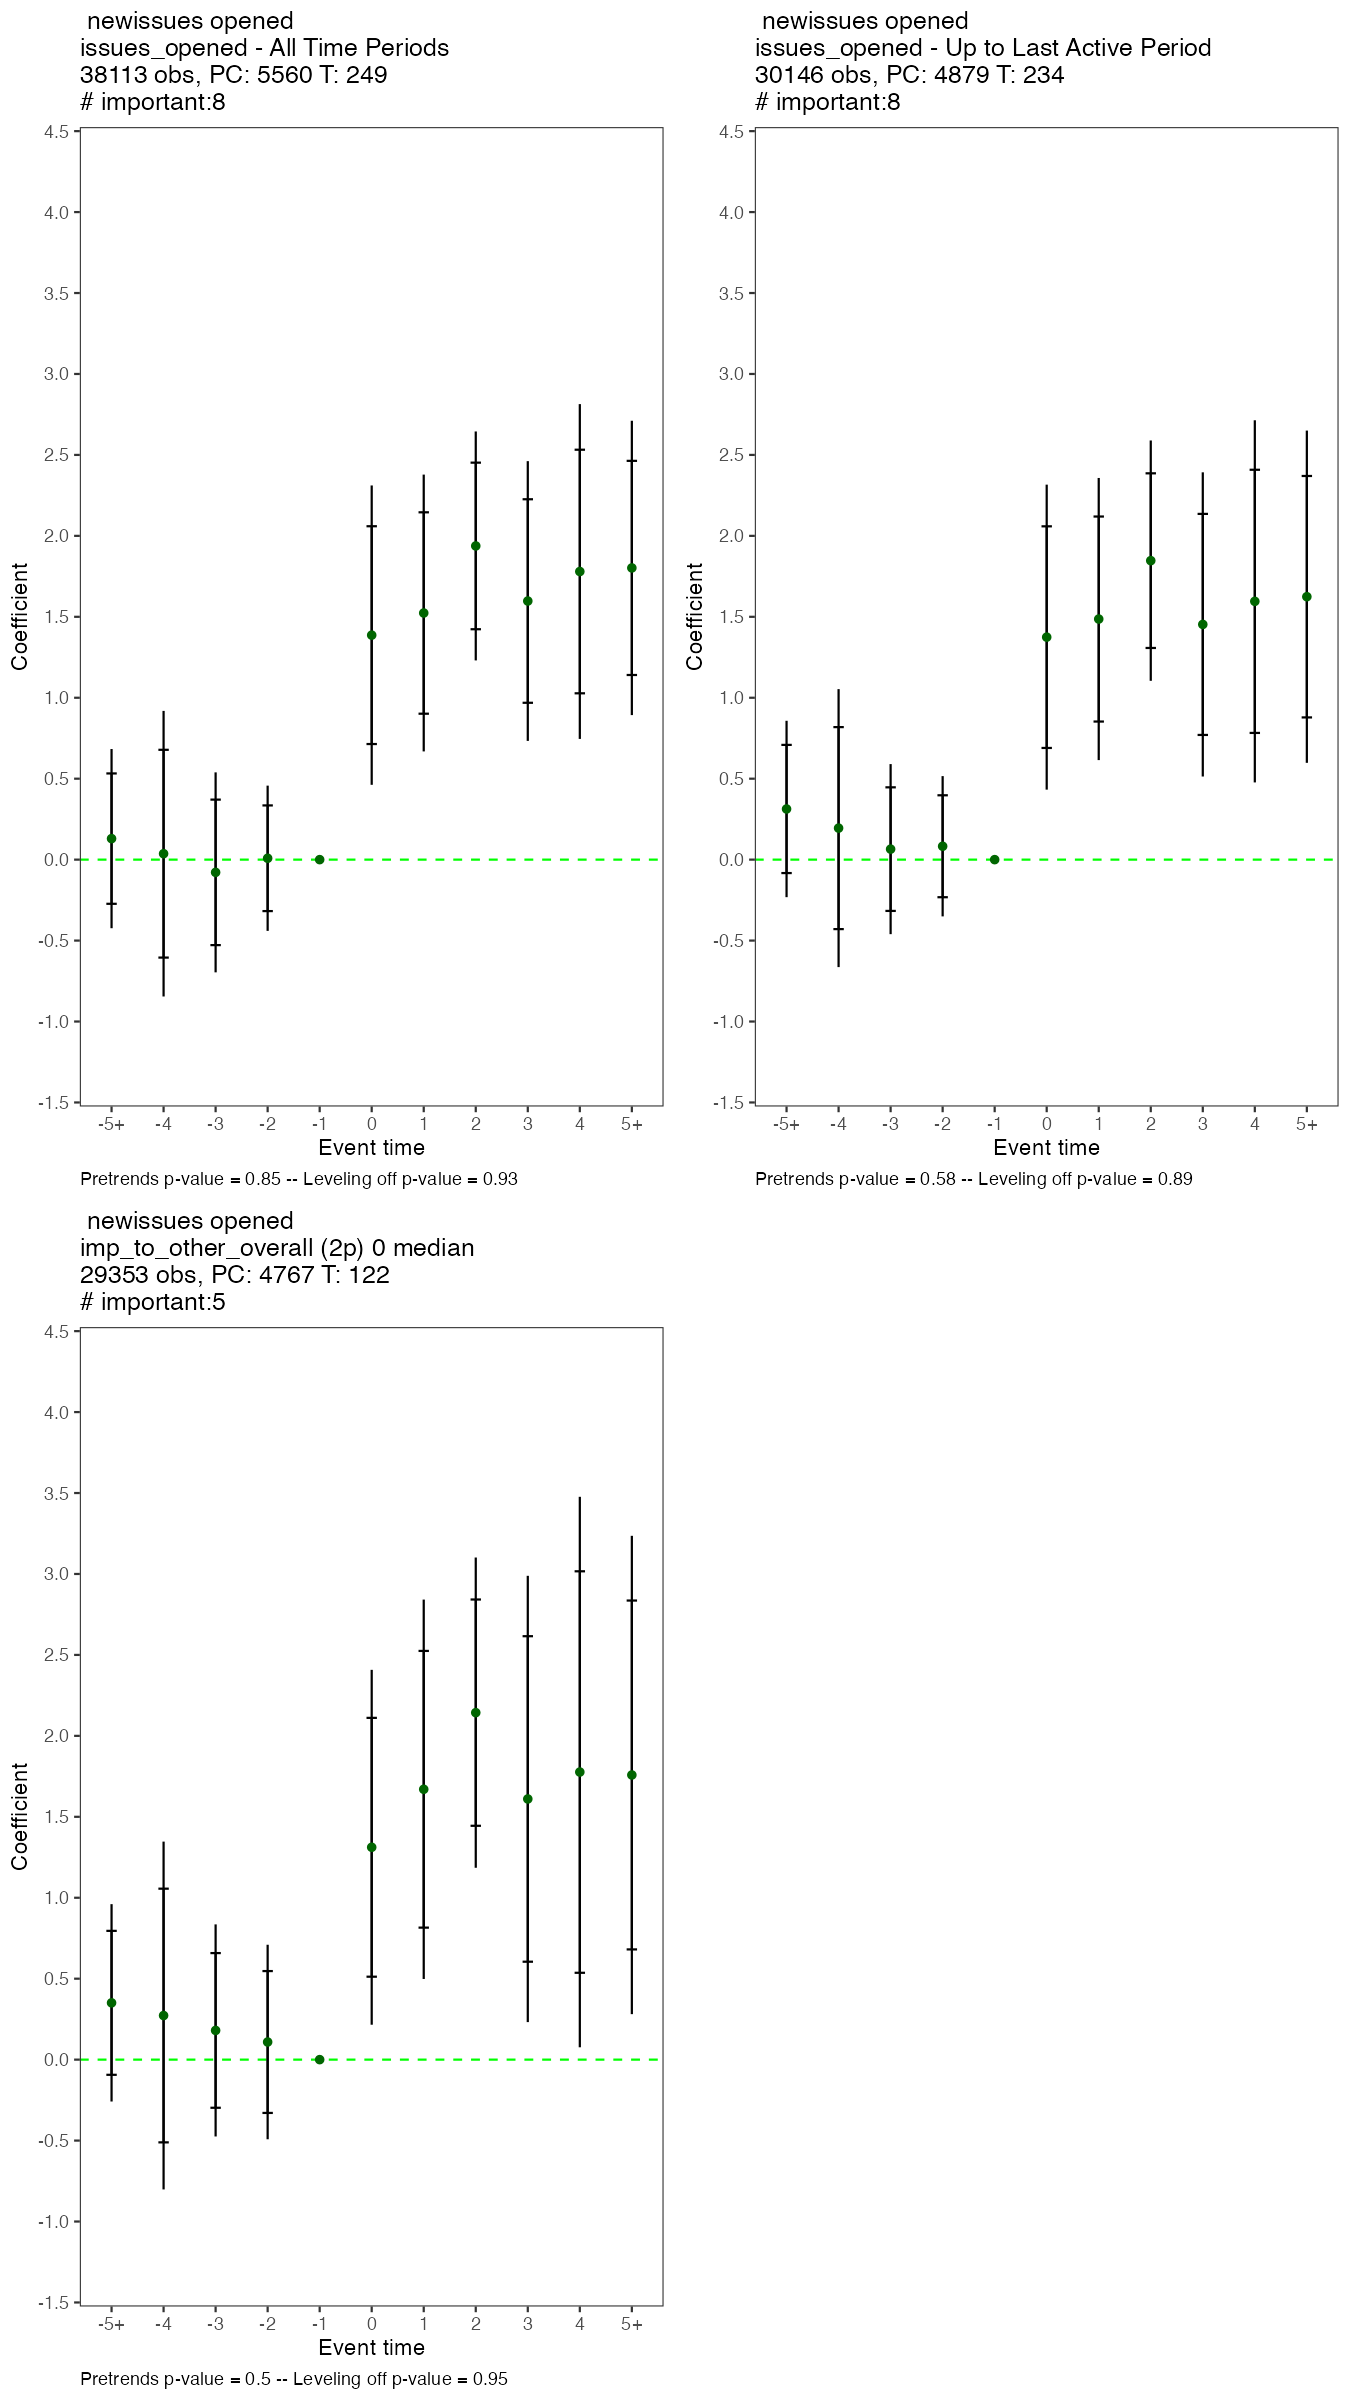 newissues opened
issues_opened - All Time Periods
38113 obs, PC: 5560 T: 249
# important:8
4.5
4.0
3.5
3.0
2.5
2.0
1.5
1.0
0.5
0.0
-0.5
-1.0
-1.5
Coefficient
-5+ -4 -3 -2 -1 0 1 2 3 4 5+
Event time
Pretrends p-value = 0.85 -- Leveling off p-value = 0.93
newissues opened
issues_opened - Up to Last Active Period
30146 obs, PC: 4879 T: 234
# important:8
4.5
4.0
3.5
3.0
2.5
2.0
1.5
1.0
0.5
0.0
-0.5
-1.0
-1.5
Coefficient
-5+ -4 -3 -2 -1 0 1 2 3 4 5+
Event time
Pretrends p-value = 0.58 -- Leveling off p-value = 0.89
newissues opened
imp_to_other_overall (2p) 0 median
29353 obs, PC: 4767 T: 122
# important:5
4.5
4.0
3.5
3.0
2.5
2.0
1.5
1.0
0.5
0.0
-0.5
-1.0
-1.5
Coefficient
-5+ -4 -3 -2 -1 0 1 2 3 4 5+
Event time
Pretrends p-value = 0.5 -- Leveling off p-value = 0.95